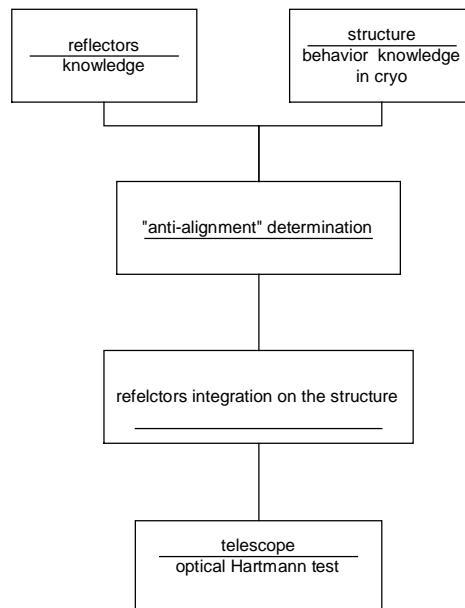 reflectors
knowledge
structure
behavior knowledge
in cryo
"anti-alignment" determination
refelctors integration on the structure
telescope
optical Hartmann test